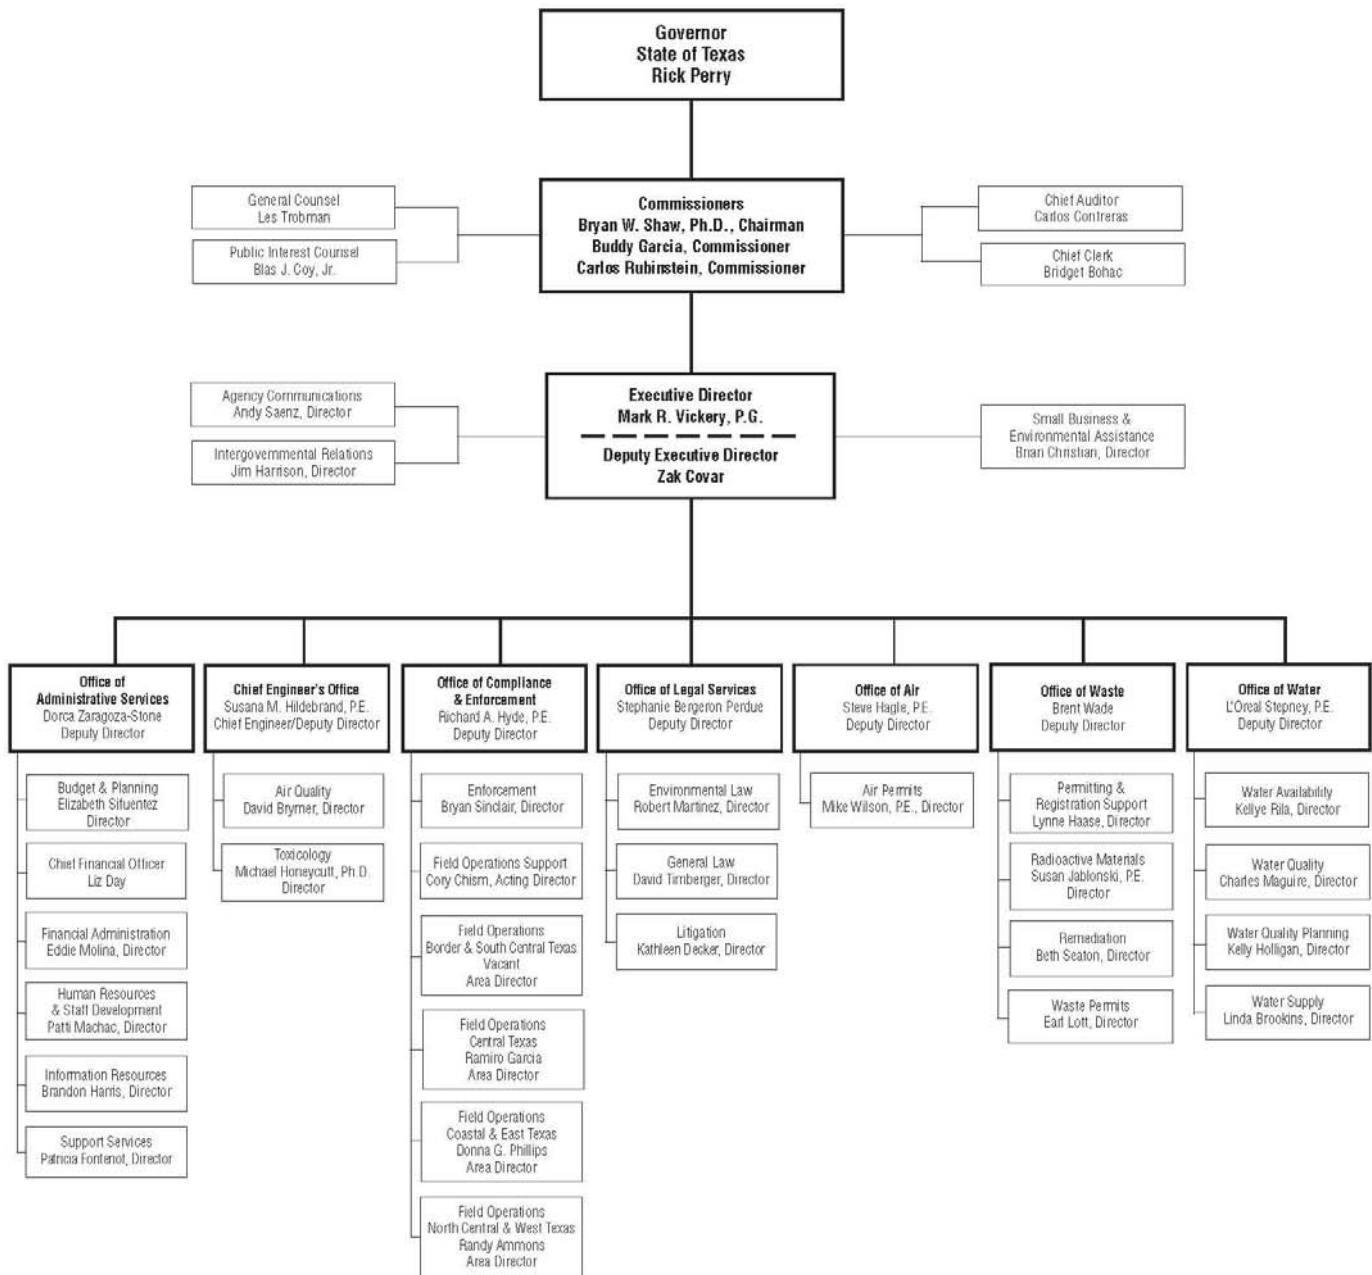 Governor
State of Texas
Rick Perry
General Counsel
Les Trobman
Public Interest Counsel
Blas J. Coy, Jr.
Commissioners
Bryan W. Shaw, Ph.D., Chairman
Buddy Garcia, Commissioner
Carlos Rubinstein, Commissioner
Chief Auditor
Carlos Contreras
Chief Clerk
Bridget Bohac
Agency Communications
Andy Saenz, Director
Intergovernmental Relations
Jim Harrison, Director
Executive Director
Mark R. Vickery, P.G.
Deputy Executive Director
Zak Covar
Small Business &
Environmental Assistance
Brian Christian, Director
Office of
Administrative Services
Dorca Zaragoza-Stone
Deputy Director
Budget & Planning
Elizabeth Sifuentez
Director
Chief Financial Officer
Liz Day
Financial Administration
Eddie Molina, Director
Human Resources
& Staff Development
Patti Machac, Director
Information Resources
Brandon Harris, Director
Support Services
Patricia Fontenot, Director
Chief Engineer's Office
Susana M. Hildebrand, P.E.
Chief Engineer/Deputy Director
Air Quality
David Brymer, Director
Toxicology
Michael Honeycutt, Ph.D.
Director
Office of Compliance
& Enforcement
Richard A. Hyde, P.E.
Deputy Director
Enforcement
Bryan Sinclair, Director
Field Operations Support
Cory Chism, Acting Director
Field Operations
Border & South Central Texas
Vacant
Area Director
Field Operations
Central Texas
Ramiro Garcia
Area Director
Field Operations
Coastal & East Texas
Donna G. Phillips
Area Director
Field Operations
North Central & West Texas
Randy Ammons
Area Director
Office of Legal Services
Stephanie Bergeron Perdue
Deputy Director
Environmental Law
Robert Martinez, Director
General Law
David Timberger, Director
Litigation
Kathleen Decker, Director
Office of Air
Steve Hagle, P.E.
Deputy Director
Air Permits
Mike Wilson, P.E., Director
Office of Waste
Brent Wade
Deputy Director
Permitting &
Registration Support
Lynne Haase, Director
Radioactive Materials
Susan Jablonski, P.E.
Director
Remediation
Beth Seaton, Director
Waste Permits
Earl Lott, Director
Office of Water
L'Oreal Stepney, P.E.
Deputy Director
Water Availability
Kellye Rila, Director
Water Quality
Charles Maguire, Director
Water Quality Planning
Kelly Holligan, Director
Water Supply
Linda Brookins, Director